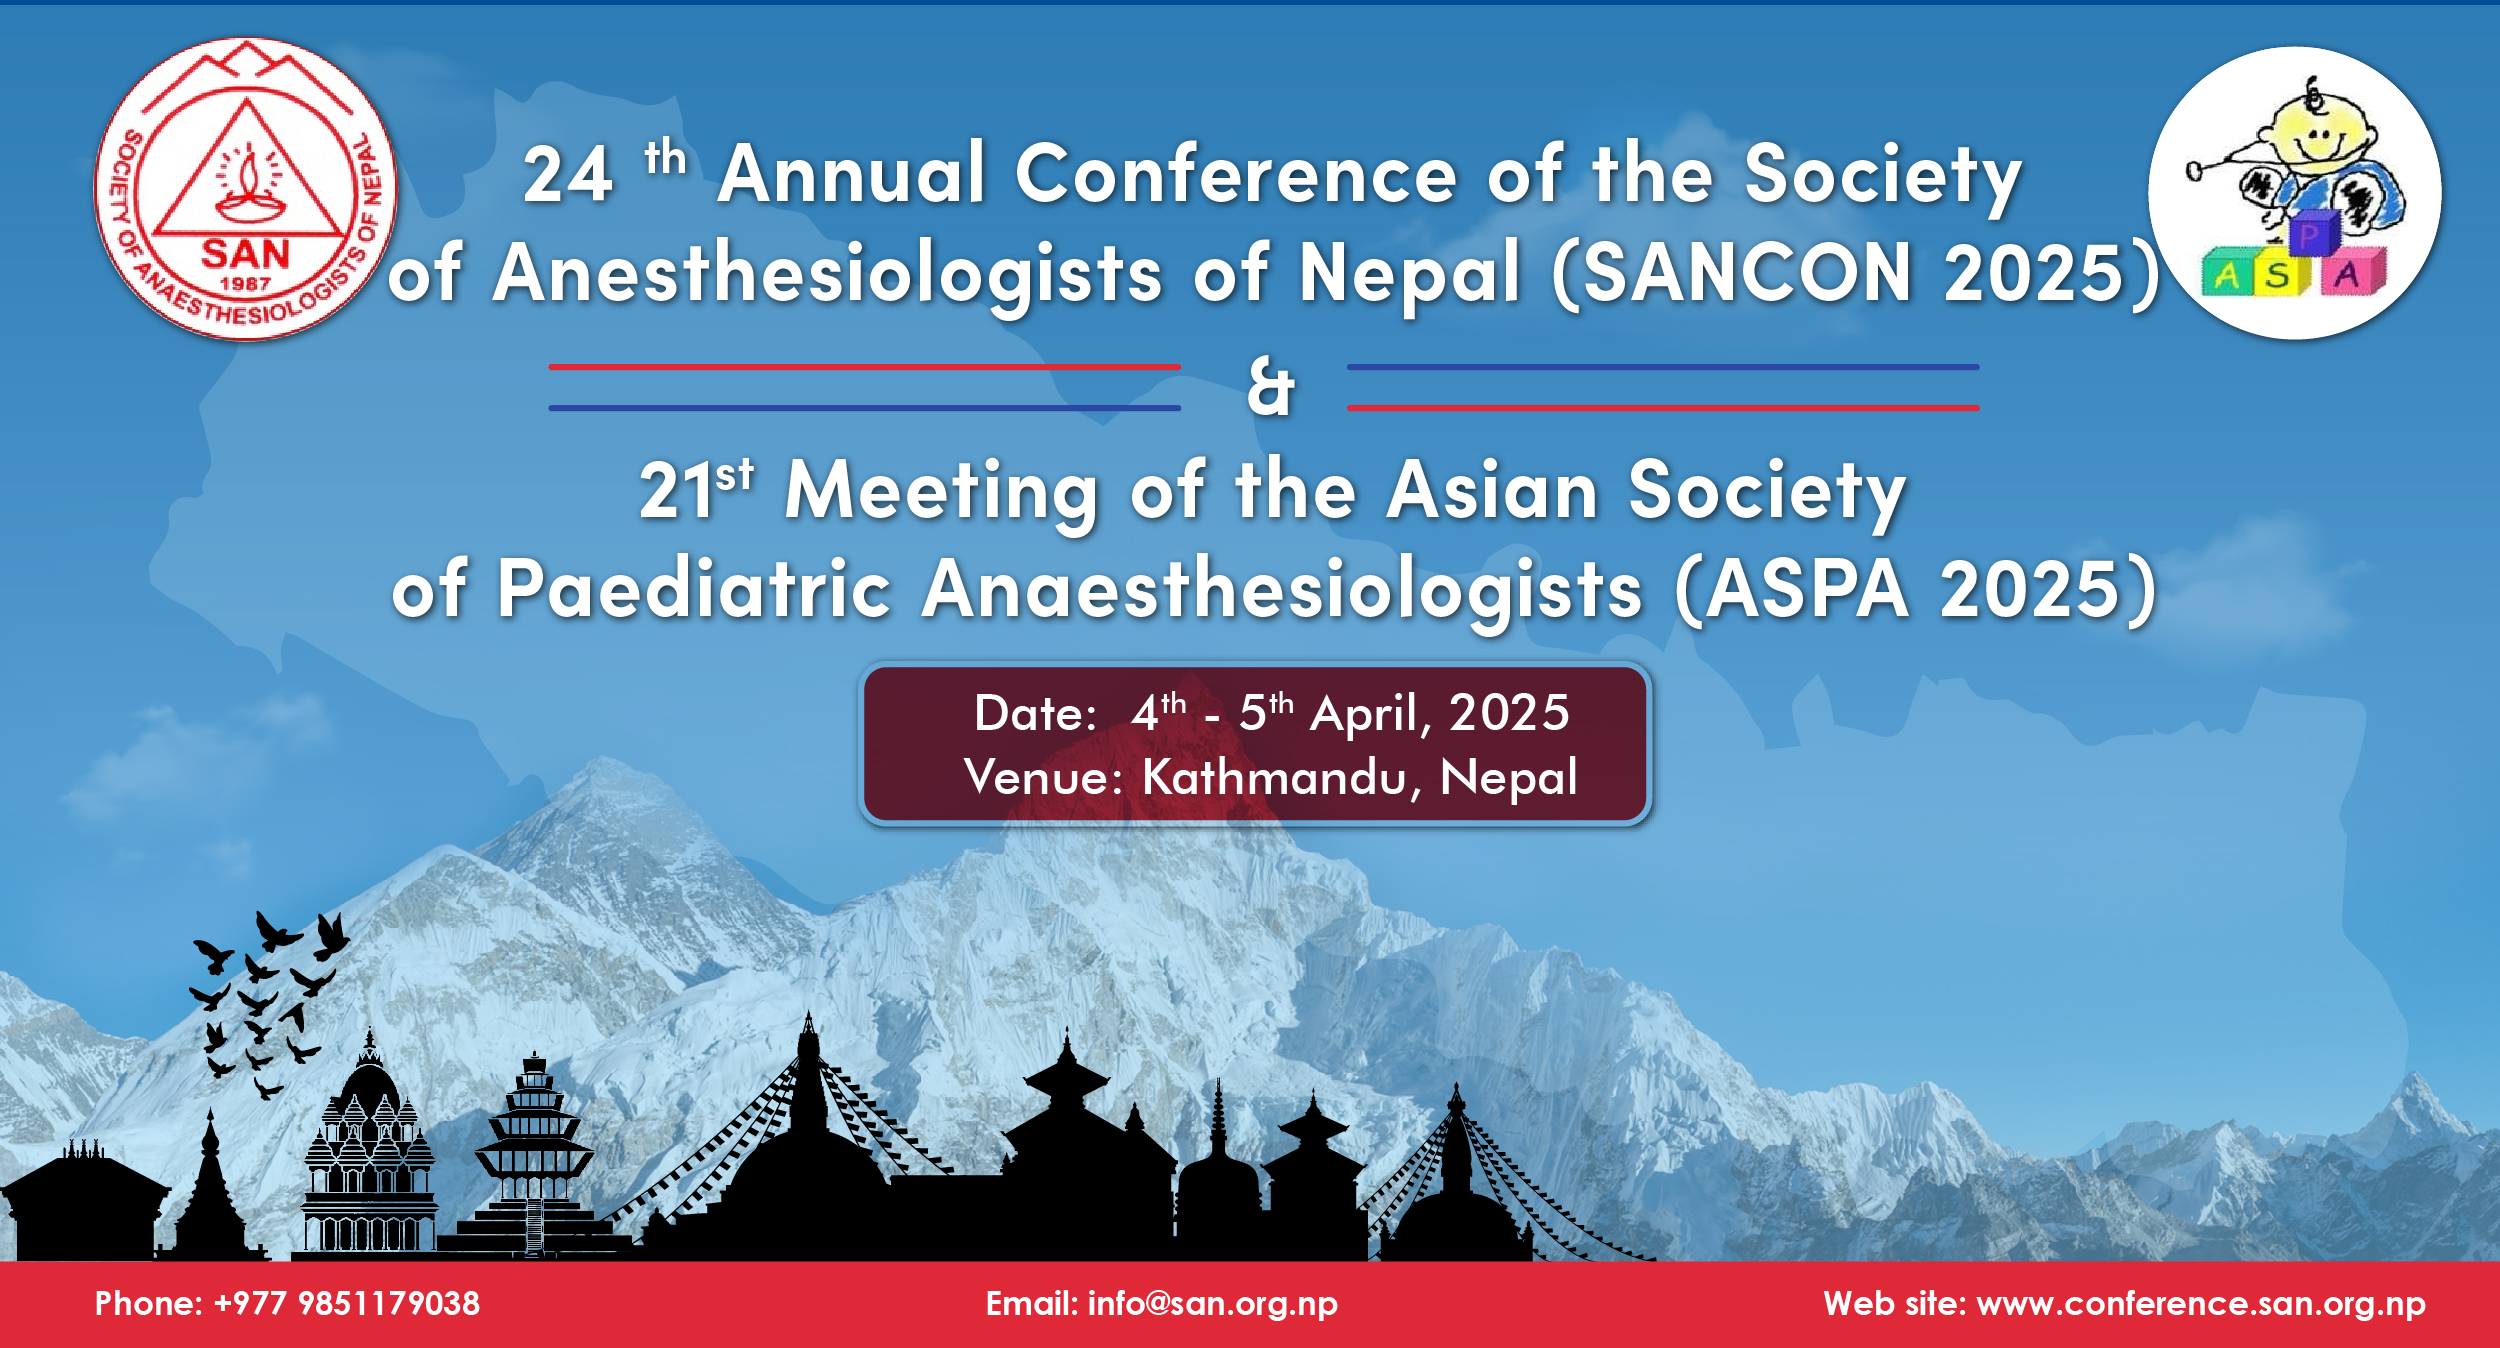 SOCIETY OF ANAESTHESIOLOGISTS OF NEPAL
SAN
1987
24 th Annual Conference of the Society
of Anesthesiologists of Nepal (SANCON 2025)
P
A S A
&
21st Meeting of the Asian Society
of Paediatric Anaesthesiologists (ASPA 2025)
Date: 4th - 5th April, 2025
Venue: Kathmandu, Nepal
Phone: +977 9851179038
Email: info@san.org.np
Web site: www.conference.san.org.np